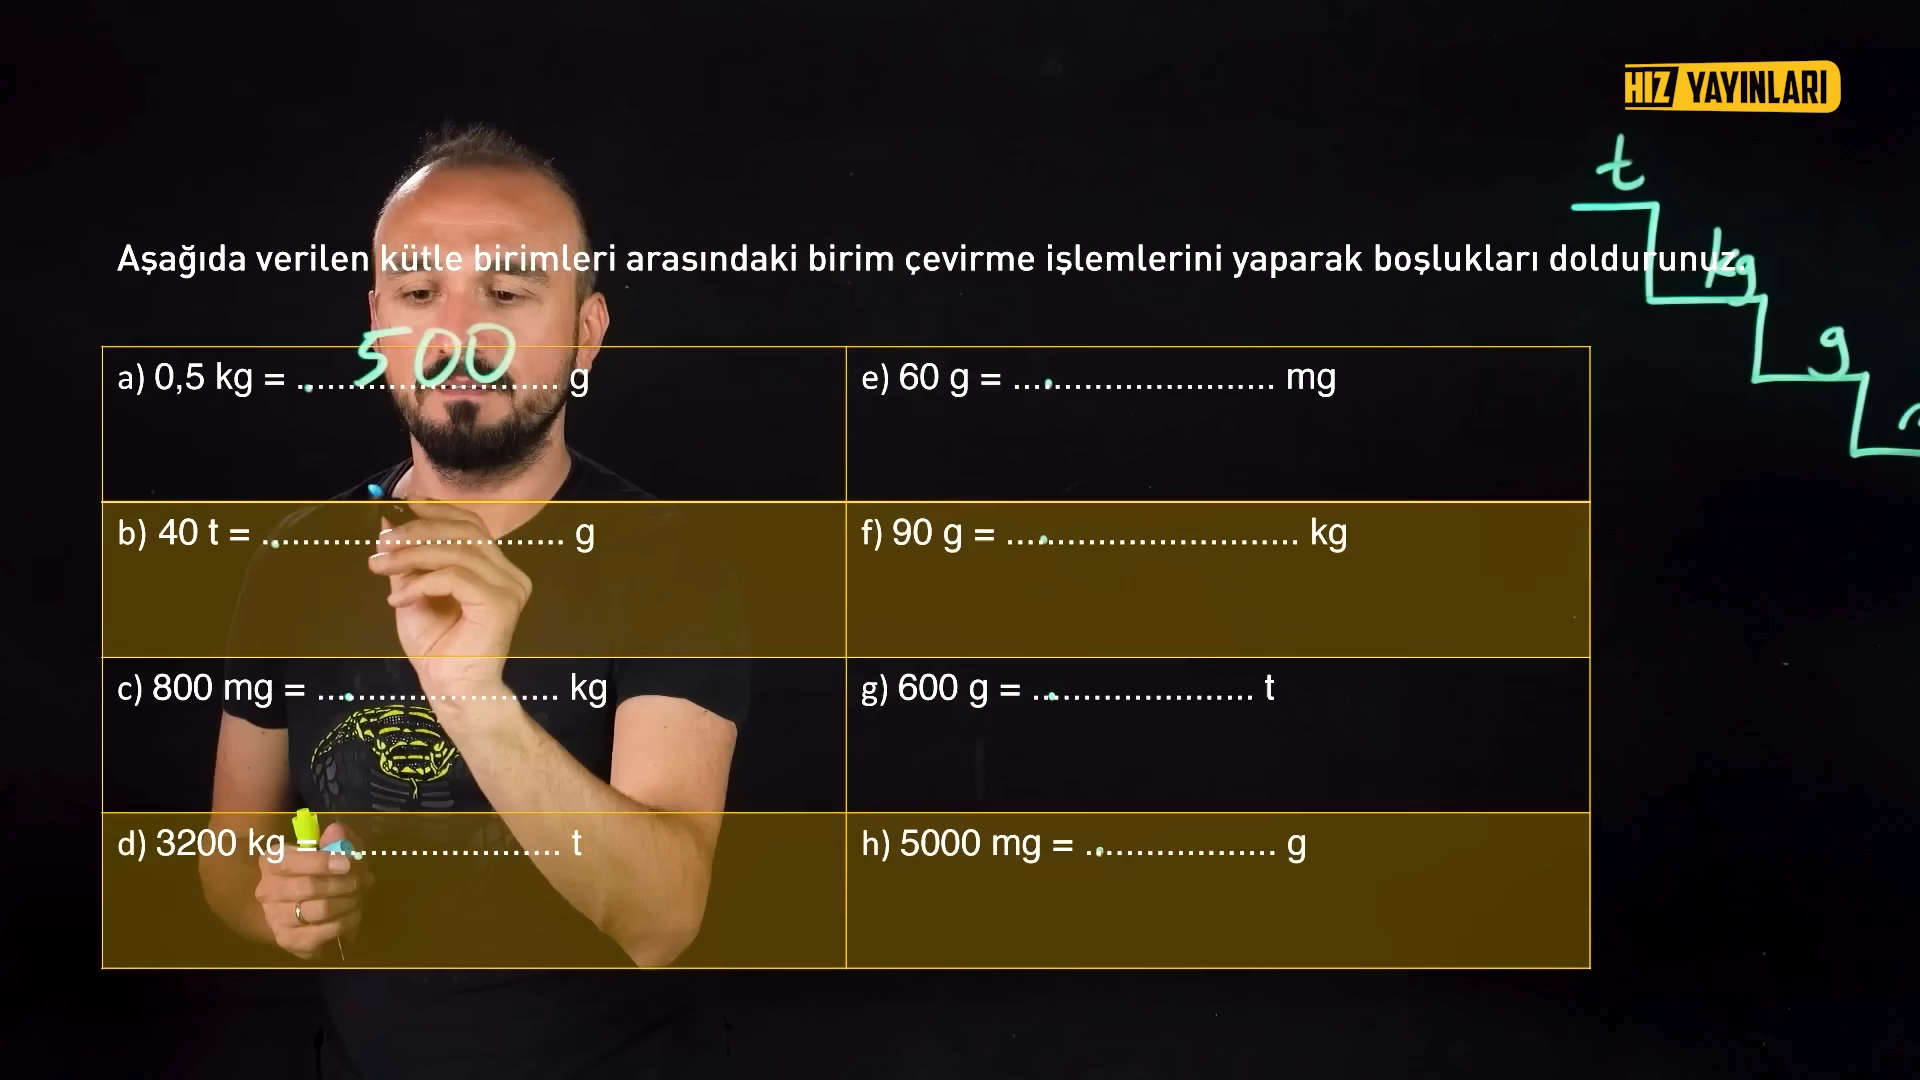 HIZ YAYINLARI
t
kg
g
Aşağıda verilen kütle birimleri arasındaki birim çevirme işlemlerini yaparak boşlukları doldurunuz.
a) 0,5 kg = ....500.... g
b) 40 t = .............................. g
c) 800 mg = ........................ kg
d) 3200 kg = ....................... t
e) 60 g = .......................... mg
f) 90 g = ............................. kg
g) 600 g = ...................... t
h) 5000 mg = ................... g